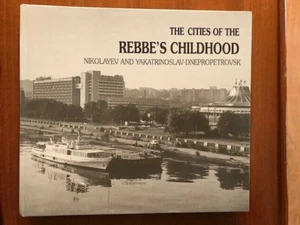 THE CITIES OF THE
REBBE'S CHILDHOOD
NIKOLAYEV AND YAKATRINOSLAV-DNEPROPETROVSK